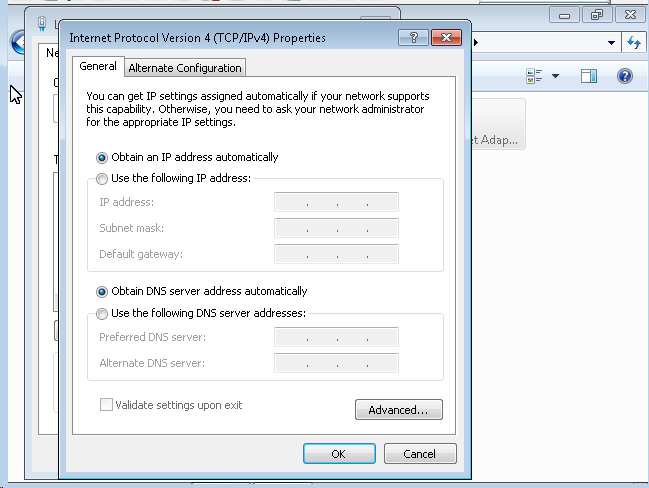 Internet Protocol Version 4 (TCP/IPv4) Properties
General
Alternate Configuration
You can get IP settings assigned automatically if your network supports
this capability. Otherwise, you need to ask your network administrator
for the appropriate IP settings.
Obtain an IP address automatically
Use the following IP address:
IP address:
Subnet mask:
Default gateway:
Obtain DNS server address automatically
Use the following DNS server addresses:
Preferred DNS server:
Alternate DNS server:
Validate settings upon exit
Advanced...
OK
Cancel
et Adap...